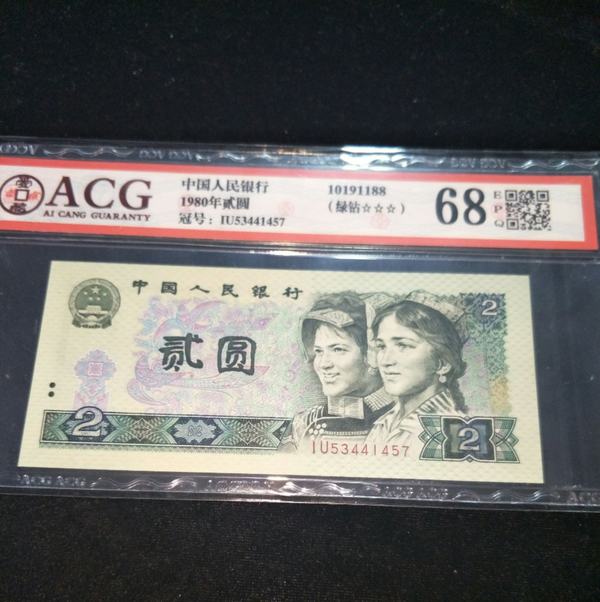 ACG
AI CANG GUARANTY
中国人民银行
1980年贰圆
冠号：IU53441457
10191188
（绿钻☆☆☆）
68
E
P
Q
中国人民银行
2
贰圆
2
IU53441457
2